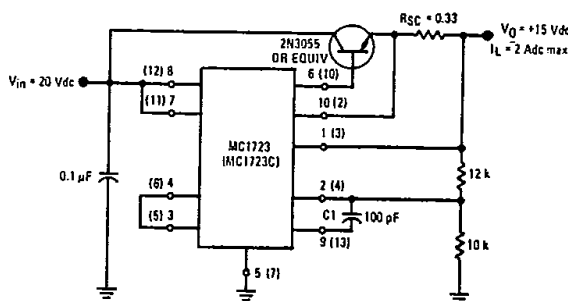 2N3055
OR EQUIV
RSC = 0.33
VO = +15 Vdc
IL = 2 Adc max
Vin = 20 Vdc
(12) 8
(11) 7
6 (10)
10 (2)
1 (3)
MC1723
(MC1723C)
0.1 μF
(6) 4
(5) 3
2 (4)
C1
100 pF
9 (13)
12 k
10 k
5 (7)